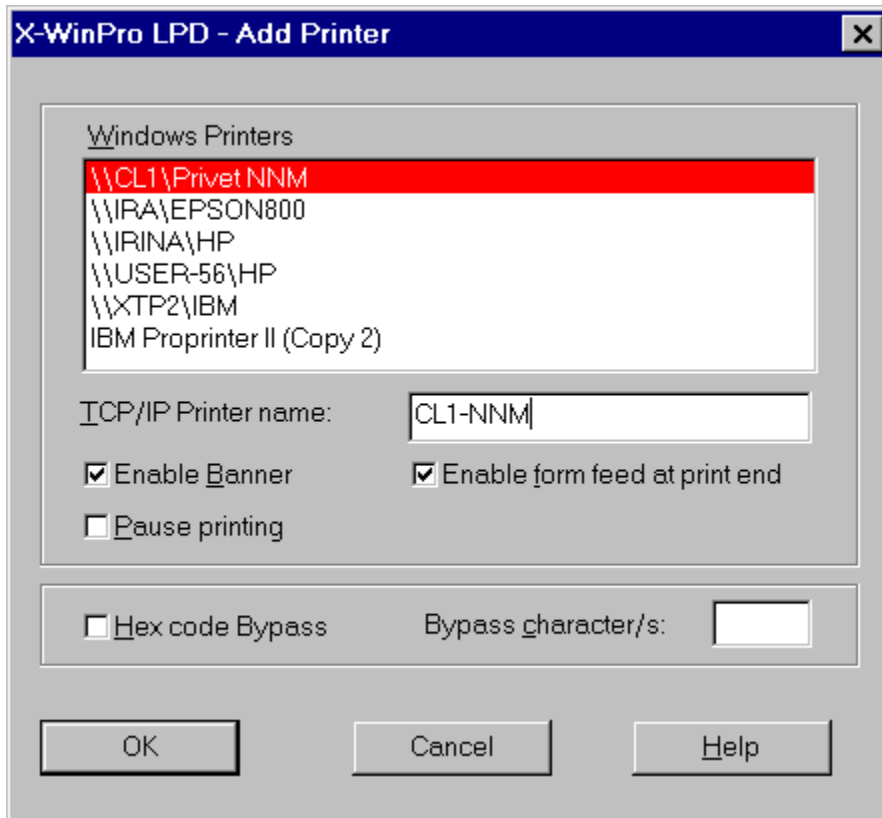 X-WinPro LPD - Add Printer
Windows Printers
\\CL1\Privet NNM
\\IRA\EPSON800
\\IRINA\HP
\\USER-56\HP
\\XTP2\IBM
IBM Proprinter II (Copy 2)
TCP/IP Printer name: CL1-NNM
Enable Banner Enable form feed at print end
Pause printing
Hex code Bypass Bypass character/s:
OK Cancel Help